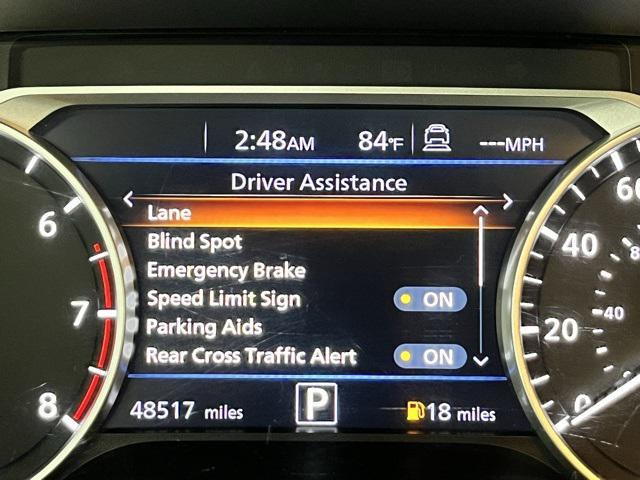 2:48AM 84°F ---MPH
Driver Assistance
Lane
Blind Spot
Emergency Brake
Speed Limit Sign ON
Parking Aids
Rear Cross Traffic Alert ON
48517 miles P 18 miles
6
7
8
60
40
20
0
40